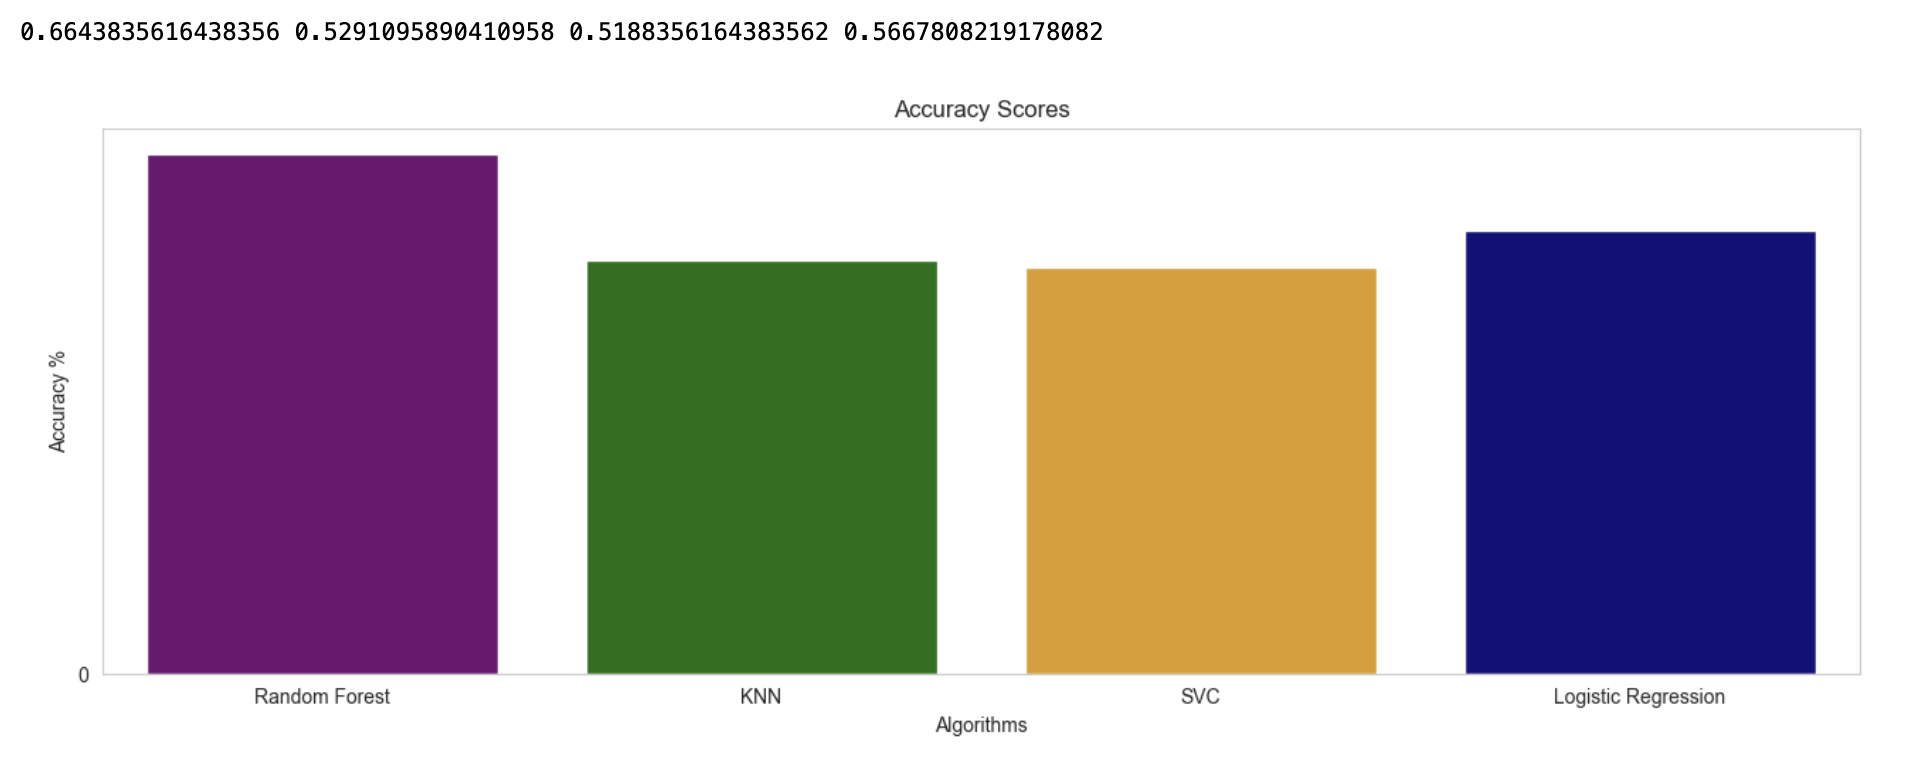 0.6643835616438356 0.5291095890410958 0.5188356164383562 0.5667808219178082
Accuracy Scores
Accuracy %
0
Random Forest KNN SVC Logistic Regression
Algorithms